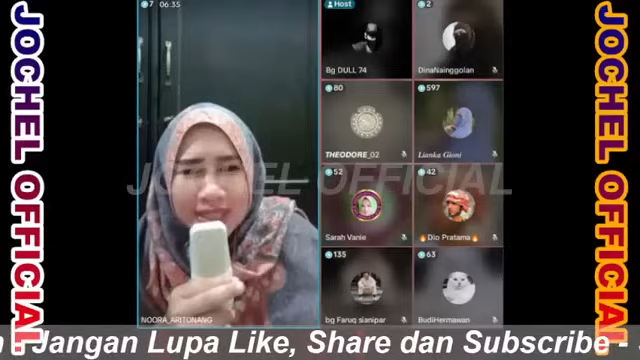 JOCHEL OFFICIAL
7 06:35
Host
2
Bg DULL 74
DinaNainggolan
80
597
THEODORE_02
Lianka Gioni
JOCHEL OFFICIAL
52
42
Sarah Vanie
🔥Dio Pratama🔥
135
63
NOORA_ARITONANG
bg Faruq sianipar
BudiHermawan
JOCHEL OFFICIAL
Jangan Lupa Like, Share dan Subscribe -